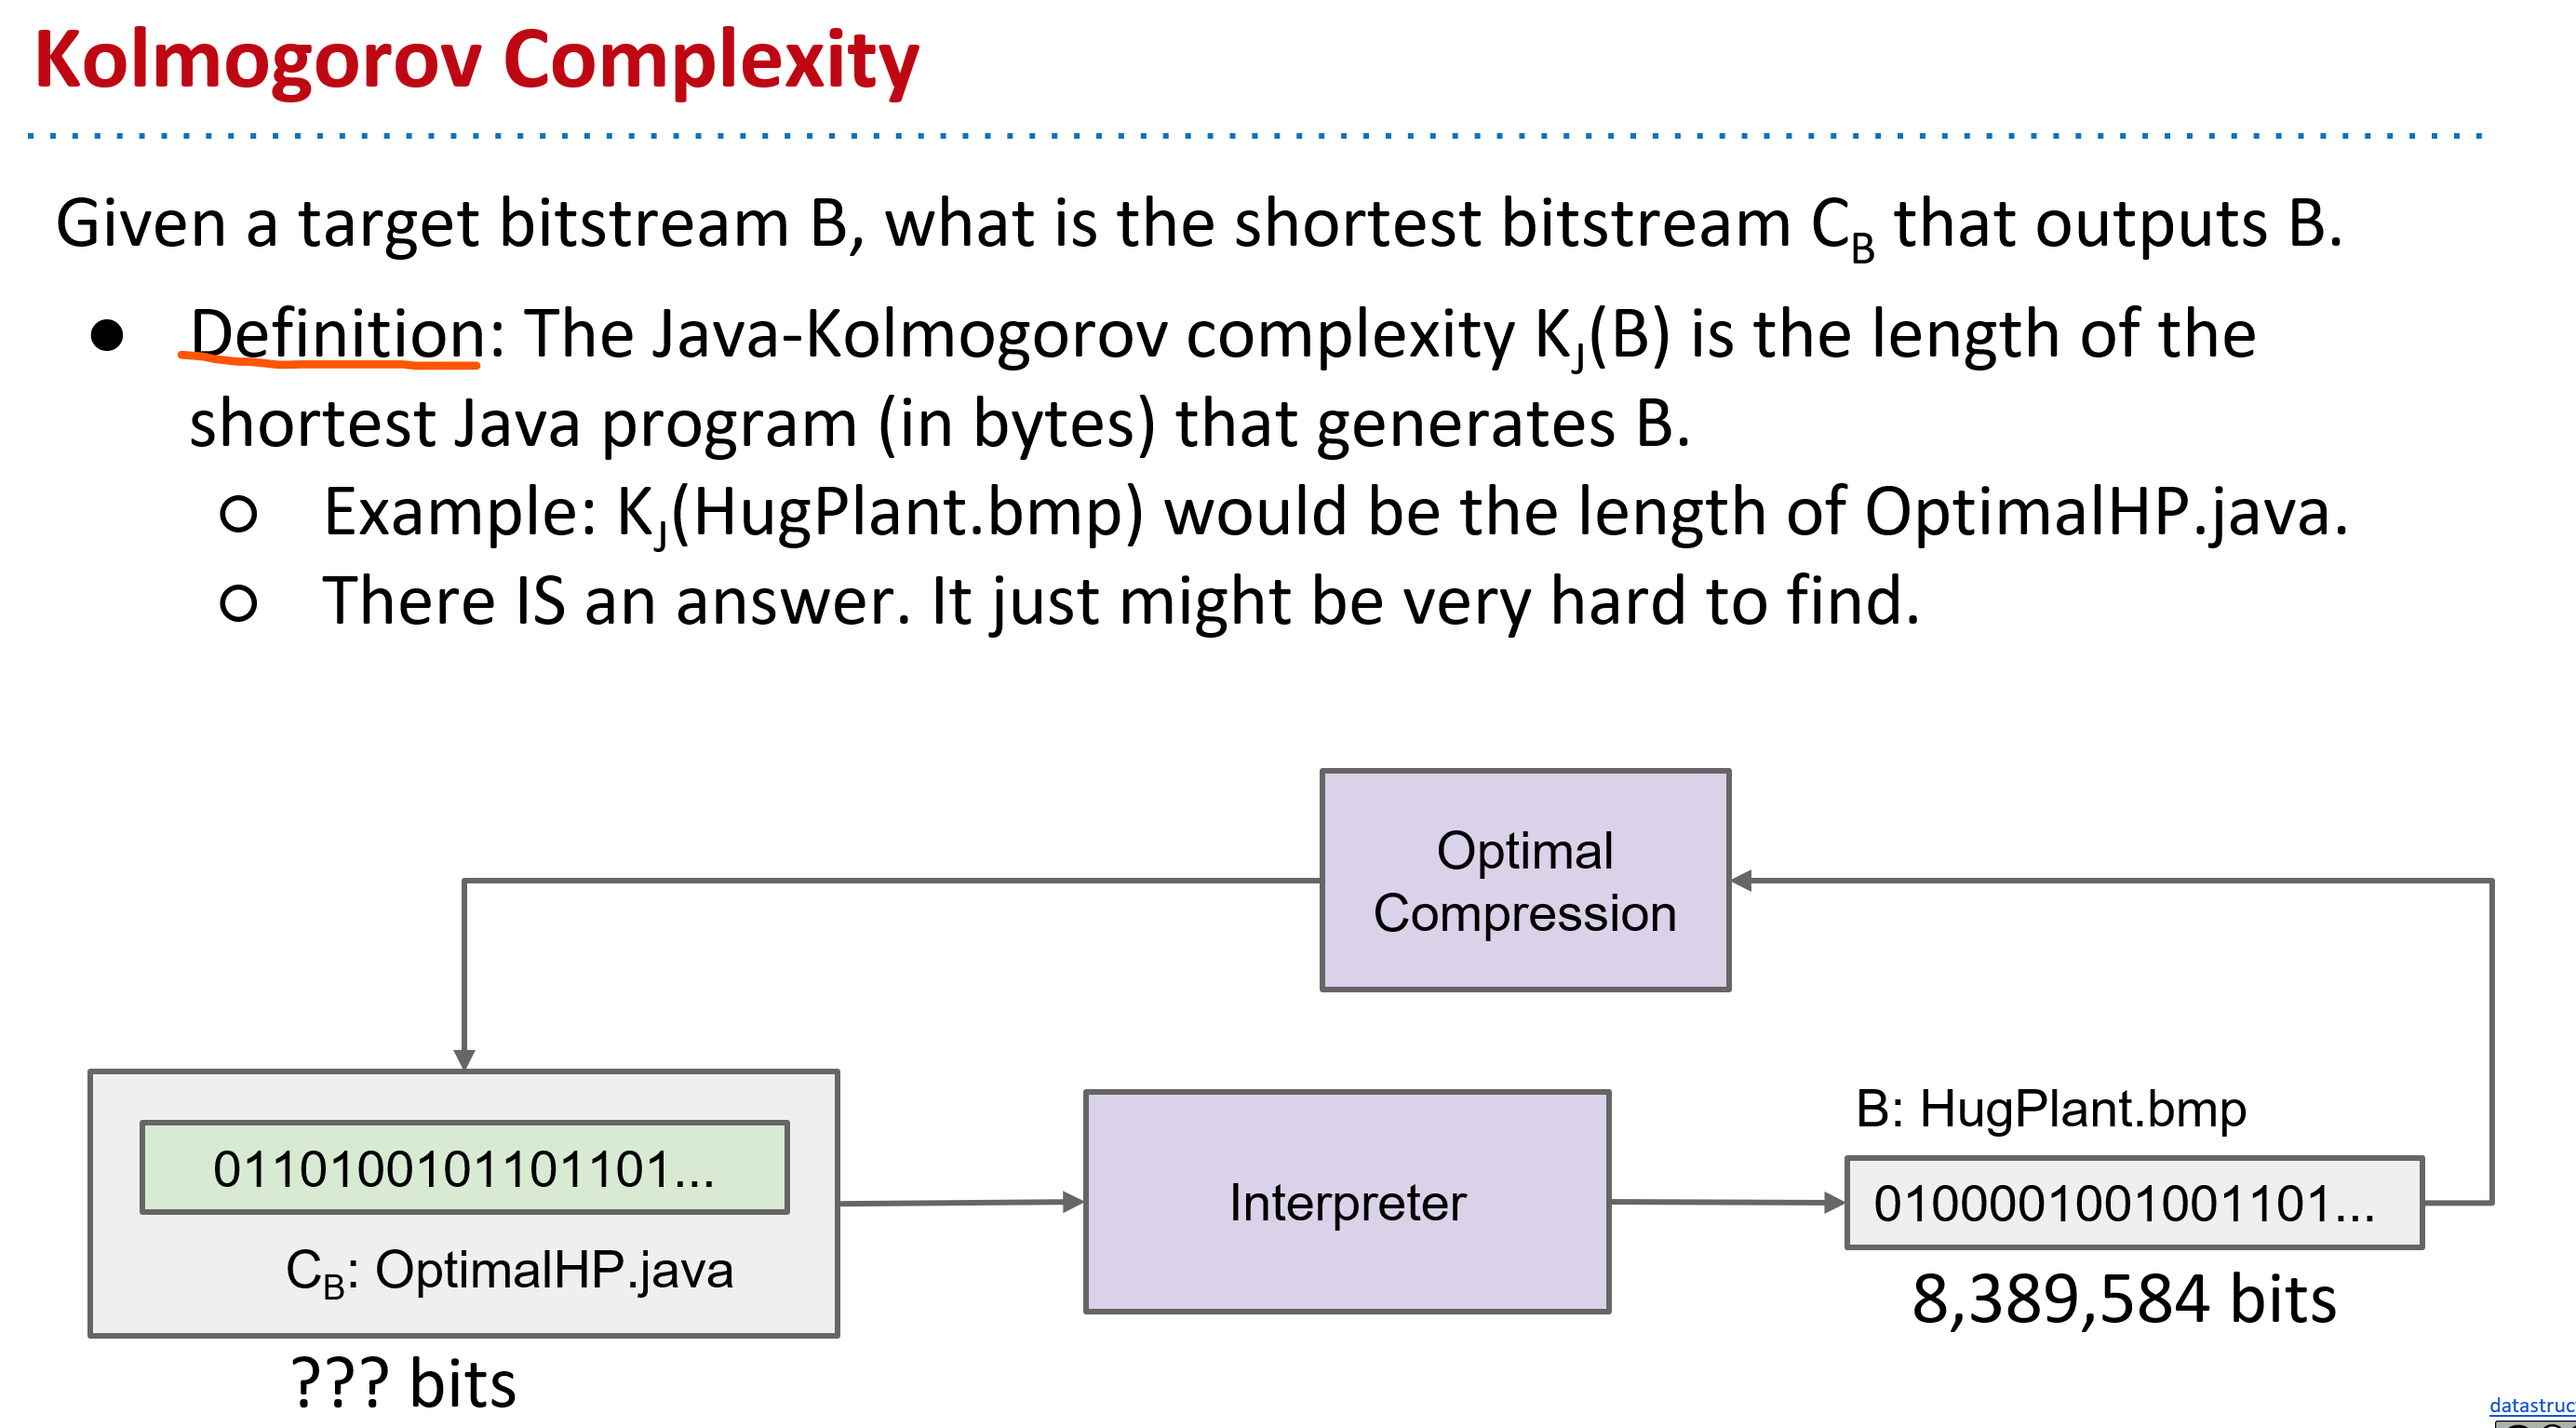 Kolmogorov Complexity
Given a target bitstream B, what is the shortest bitstream C_B that outputs B.
● Definition: The Java-Kolmogorov complexity K_J(B) is the length of the
shortest Java program (in bytes) that generates B.
○ Example: K_J(HugPlant.bmp) would be the length of OptimalHP.java.
○ There IS an answer. It just might be very hard to find.
Optimal
Compression
0110100101101101...
C_B: OptimalHP.java
??? bits
Interpreter
B: HugPlant.bmp
0100001001001101...
8,389,584 bits
datastruc